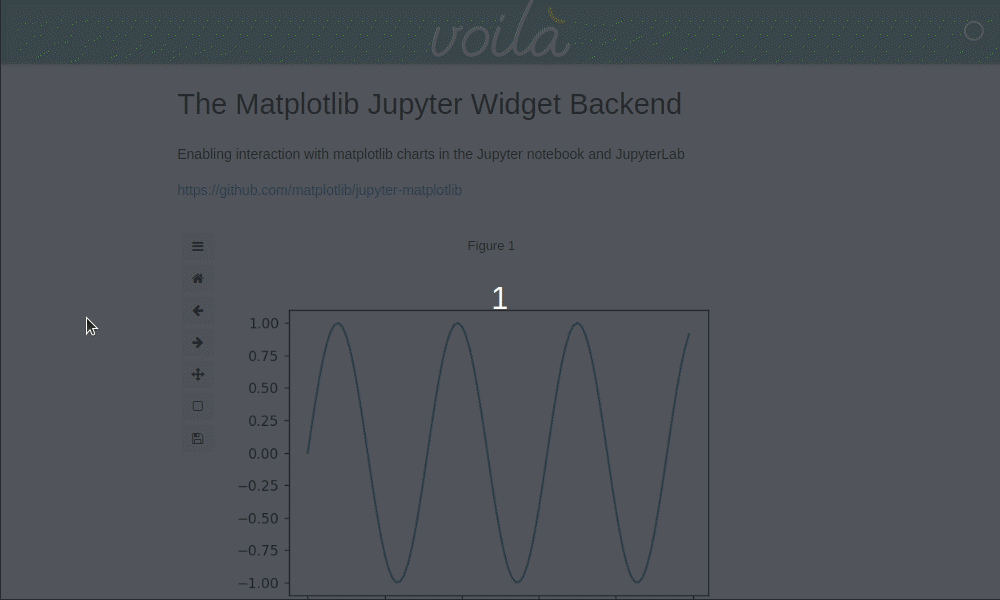 voilà
The Matplotlib Jupyter Widget Backend
Enabling interaction with matplotlib charts in the Jupyter notebook and JupyterLab
https://github.com/matplotlib/jupyter-matplotlib
Figure 1
1
1.00
0.75
0.50
0.25
0.00
−0.25
−0.50
−0.75
−1.00